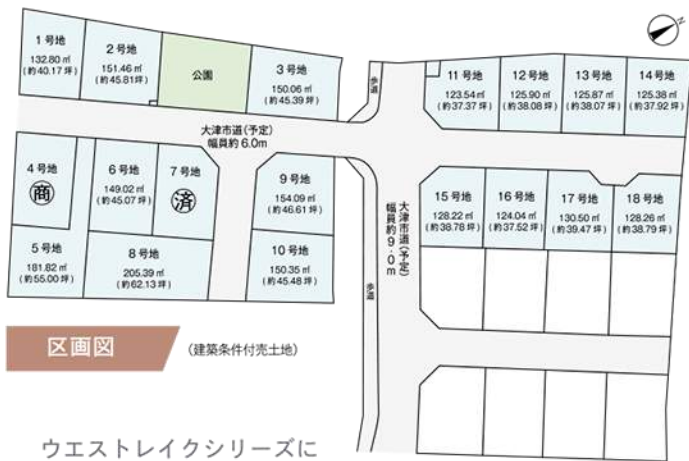 N
1号地
132.80㎡
(約40.17坪)
2号地
151.46㎡
(約45.81坪)
公園
3号地
150.06㎡
(約45.39坪)
歩道
11号地
123.54㎡
(約37.37坪)
12号地
125.90㎡
(約38.08坪)
13号地
125.87㎡
(約38.07坪)
14号地
125.38㎡
(約37.92坪)
大津市道(予定)
幅員約6.0m
4号地
商
6号地
149.02㎡
(約45.07坪)
7号地
済
9号地
154.09㎡
(約46.61坪)
大津市道(予定)
幅員約9.0m
15号地
128.22㎡
(約38.78坪)
16号地
124.04㎡
(約37.52坪)
17号地
130.50㎡
(約39.47坪)
18号地
128.26㎡
(約38.79坪)
5号地
181.82㎡
(約55.00坪)
8号地
205.39㎡
(約62.13坪)
10号地
150.35㎡
(約45.48坪)
歩道
区画図
(建築条件付売土地)
ウエストレイクシリーズに